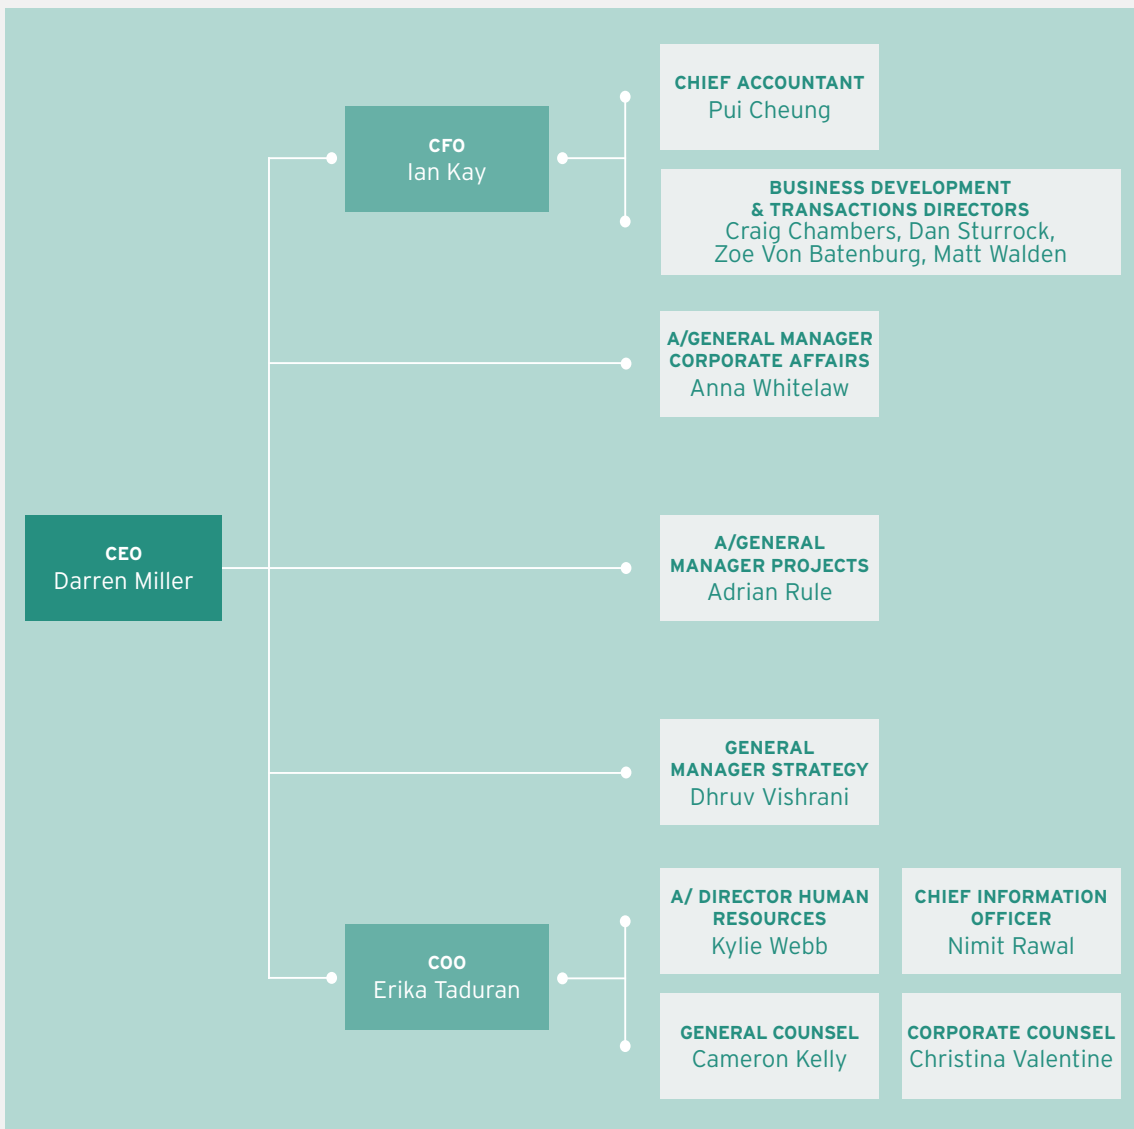 CHIEF ACCOUNTANT
Pui Cheung
CFO
Ian Kay
BUSINESS DEVELOPMENT
& TRANSACTIONS DIRECTORS
Craig Chambers, Dan Sturrock,
Zoe Von Batenburg, Matt Walden
A/GENERAL MANAGER
CORPORATE AFFAIRS
Anna Whitelaw
CEO
Darren Miller
A/GENERAL
MANAGER PROJECTS
Adrian Rule
GENERAL
MANAGER STRATEGY
Dhruv Vishrani
COO
Erika Taduran
A/ DIRECTOR HUMAN
RESOURCES
Kylie Webb
CHIEF INFORMATION
OFFICER
Nimit Rawal
GENERAL COUNSEL
Cameron Kelly
CORPORATE COUNSEL
Christina Valentine